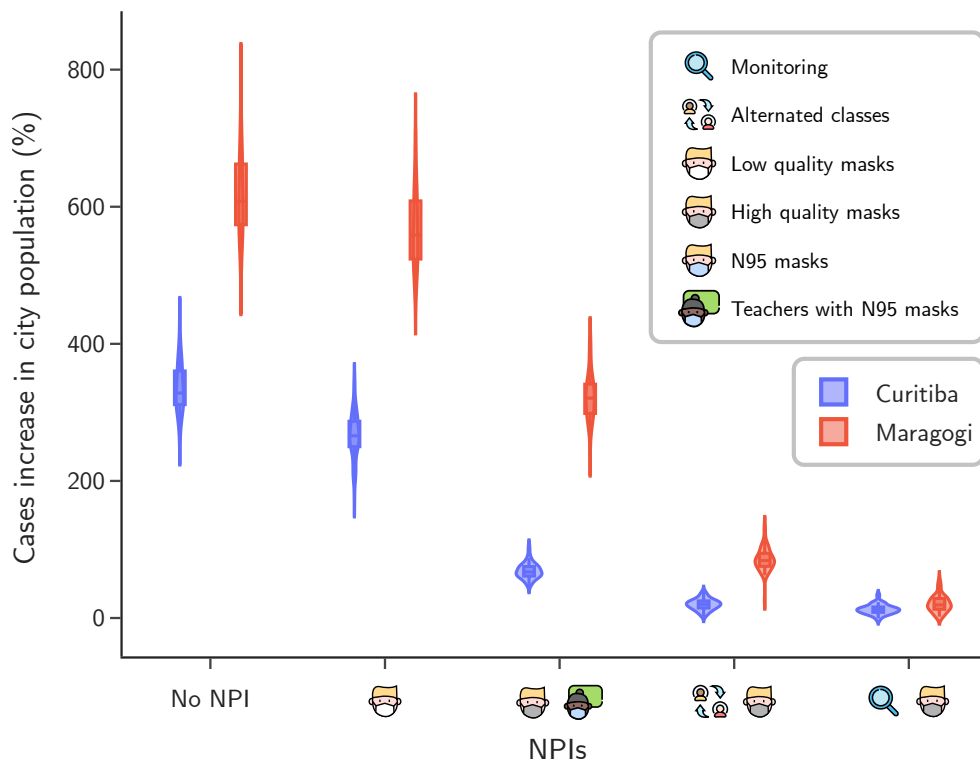 Cases increase in city population (%)
800
600
400
200
0
Monitoring
Alternated classes
Low quality masks
High quality masks
N95 masks
Teachers with N95 masks
Curitiba
Maragogi
No NPI
NPIs